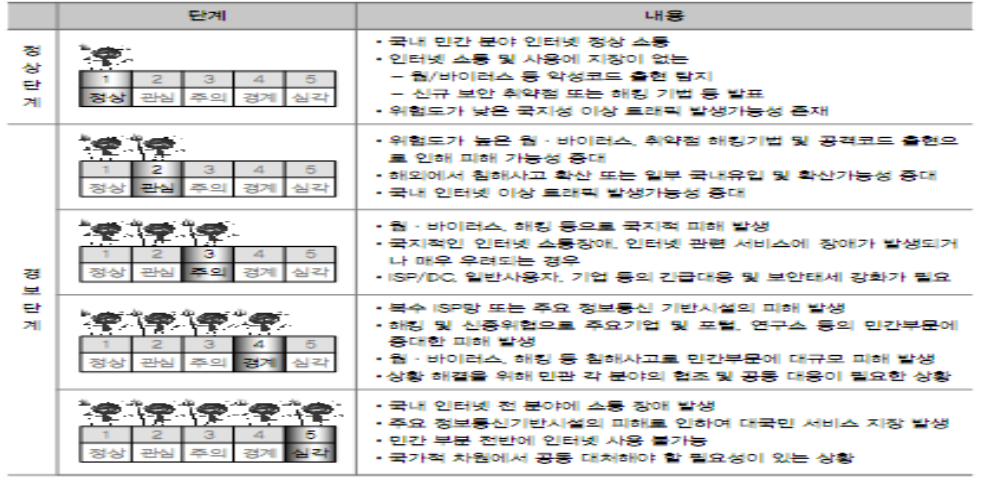 단계 내용
정상단계
1 2 3 4 5
정상 관심 주의 경계 심각
• 국내 민간 분야 인터넷 정상 소통
• 인터넷 소통 및 사용에 지장이 없는
– 웜/바이러스 등 악성코드 출현 탐지
– 신규 보안 취약점 또는 해킹 기법 등 발표
• 위험도가 낮은 국지성 이상 트래픽 발생가능성 존재
경보단계
1 2 3 4 5
정상 관심 주의 경계 심각
• 위험도가 높은 웜 · 바이러스, 취약점 해킹기법 및 공격코드 출현으
로 인해 피해 가능성 증대
• 해외에서 침해사고 확산 또는 일부 국내유입 및 확산가능성 증대
• 국내 인터넷 이상 트래픽 발생가능성 증대
1 2 3 4 5
정상 관심 주의 경계 심각
• 웜 · 바이러스, 해킹 등으로 국지적 피해 발생
• 국지적인 인터넷 소통장애, 인터넷 관련 서비스에 장애가 발생되거
나 매우 우려되는 경우
• ISP/IDC, 일반사용자, 기업 등의 긴급대응 및 보안태세 강화가 필요
1 2 3 4 5
정상 관심 주의 경계 심각
• 복수 ISP망 또는 주요 정보통신 기반시설의 피해 발생
• 해킹 및 신종위협으로 주요기업 및 포털, 연구소 등의 민간부문에
중대한 피해 발생
• 웜 · 바이러스, 해킹 등 침해사고로 민간부문에 대규모 피해 발생
• 상황 해결을 위해 민관 각 분야의 협조 및 공동 대응이 필요한 상황
1 2 3 4 5
정상 관심 주의 경계 심각
• 국내 인터넷 전 분야에 소통 장애 발생
• 주요 정보통신기반시설의 피해로 인하여 대국민 서비스 지장 발생
• 민간 부분 전반에 인터넷 사용 불가능
• 국가적 차원에서 공동 대처해야 할 필요성이 있는 상황